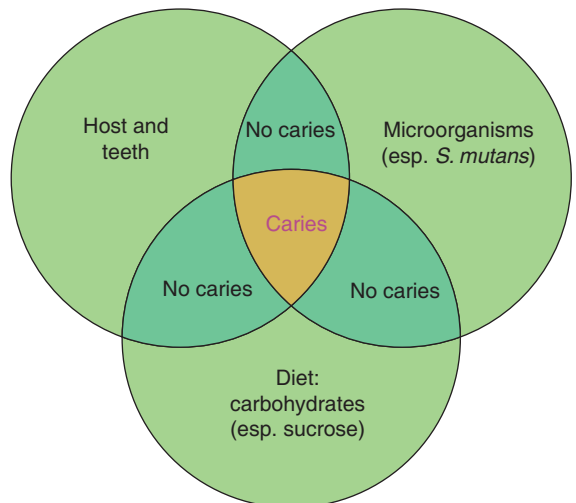 Host and
teeth
No caries
Microorganisms
(esp. S. mutans)
Caries
No caries
No caries
Diet:
carbohydrates
(esp. sucrose)